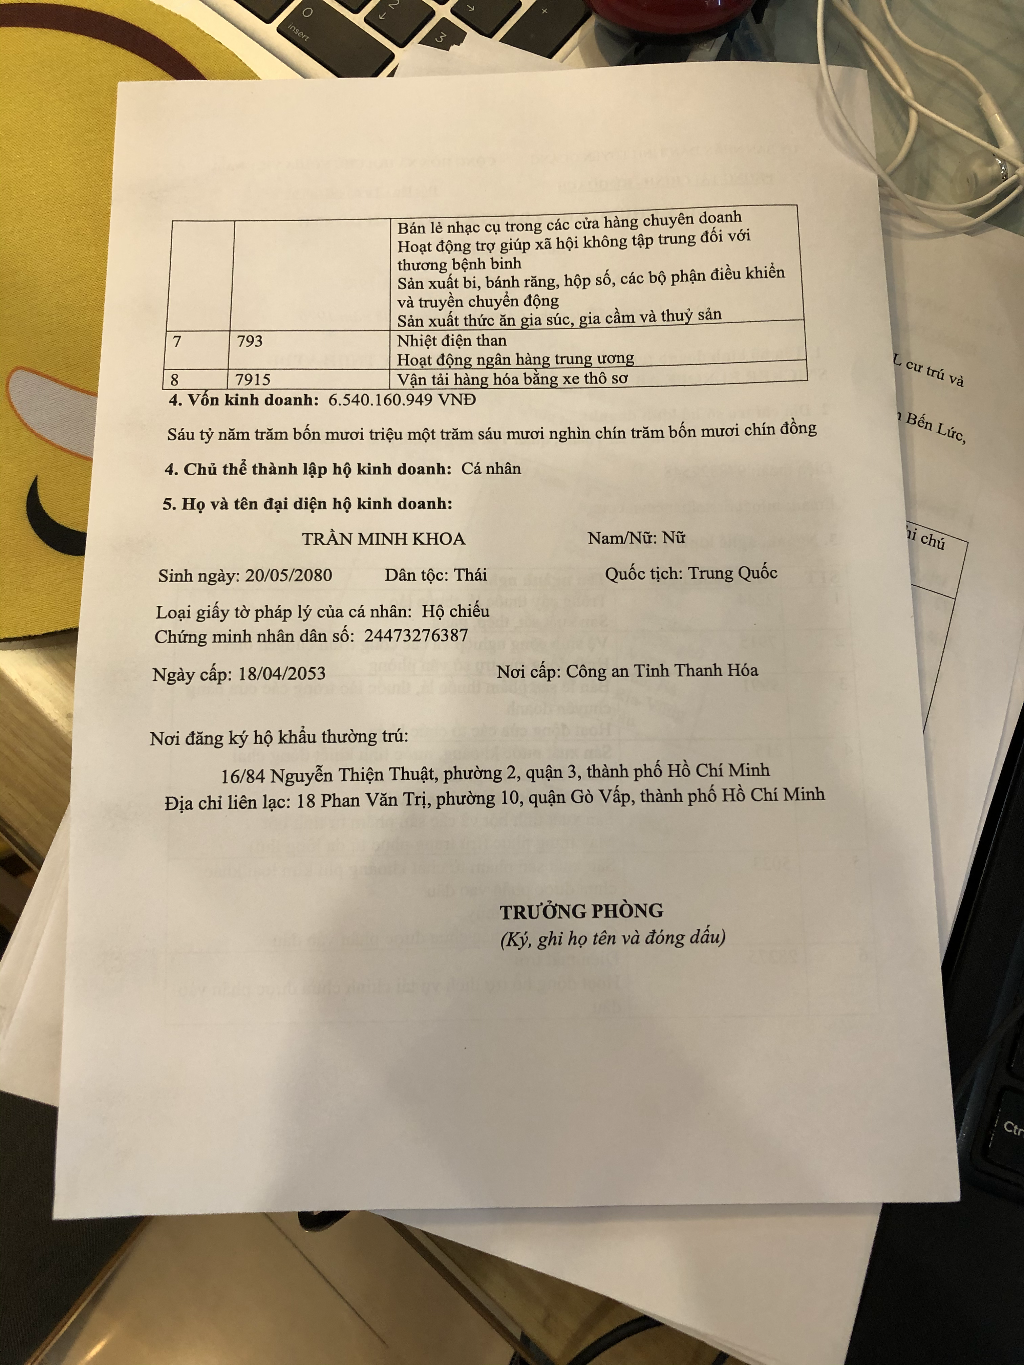 Bán lẻ nhạc cụ trong các cửa hàng chuyên doanh
Hoạt động trợ giúp xã hội không tập trung đối với
thương bệnh binh
Sản xuất bi, bánh răng, hộp số, các bộ phận điều khiển
và truyền chuyển động
Sản xuất thức ăn gia súc, gia cầm và thuỷ sản
7 793 Nhiệt điện than
Hoạt động ngân hàng trung ương
8 7915 Vận tải hàng hóa bằng xe thô sơ
4. Vốn kinh doanh: 6.540.160.949 VNĐ
Sáu tỷ năm trăm bốn mươi triệu một trăm sáu mươi nghìn chín trăm bốn mươi chín đồng
4. Chủ thể thành lập hộ kinh doanh: Cá nhân
5. Họ và tên đại diện hộ kinh doanh:
TRẦN MINH KHOA Nam/Nữ: Nữ
Sinh ngày: 20/05/2080 Dân tộc: Thái Quốc tịch: Trung Quốc
Loại giấy tờ pháp lý của cá nhân: Hộ chiếu
Chứng minh nhân dân số: 24473276387
Ngày cấp: 18/04/2053 Nơi cấp: Công an Tỉnh Thanh Hóa
Nơi đăng ký hộ khẩu thường trú:
16/84 Nguyễn Thiện Thuật, phường 2, quận 3, thành phố Hồ Chí Minh
Địa chỉ liên lạc: 18 Phan Văn Trị, phường 10, quận Gò Vấp, thành phố Hồ Chí Minh
TRƯỞNG PHÒNG
(Ký, ghi họ tên và đóng dấu)
cư trú và
Bến Lức,
chú
insert
0
2
3
+
Ctr